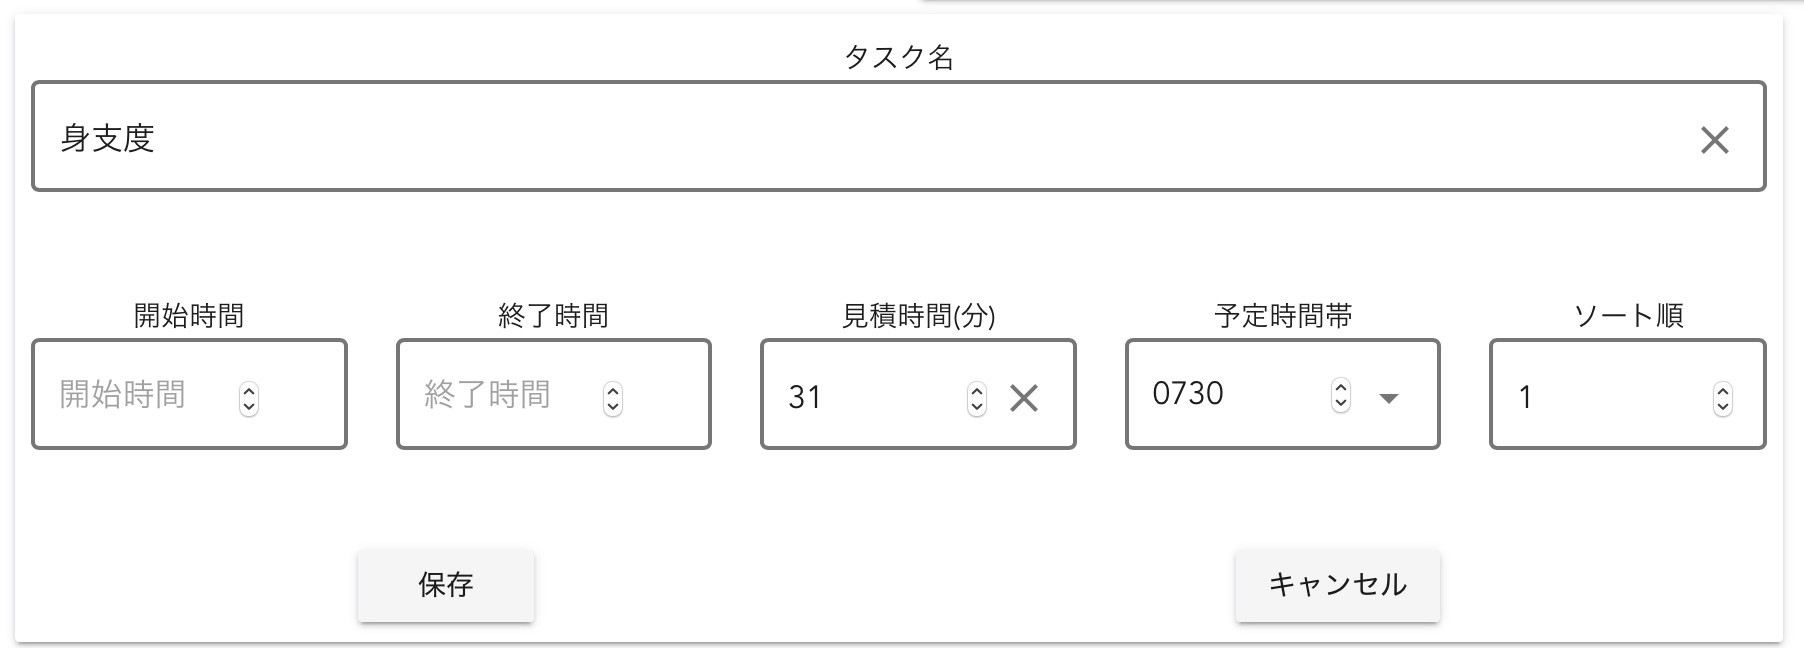 タスク名
身支度
開始時間 終了時間 見積時間(分) 予定時間帯 ソート順
開始時間 終了時間 31 0730 1
保存 キャンセル